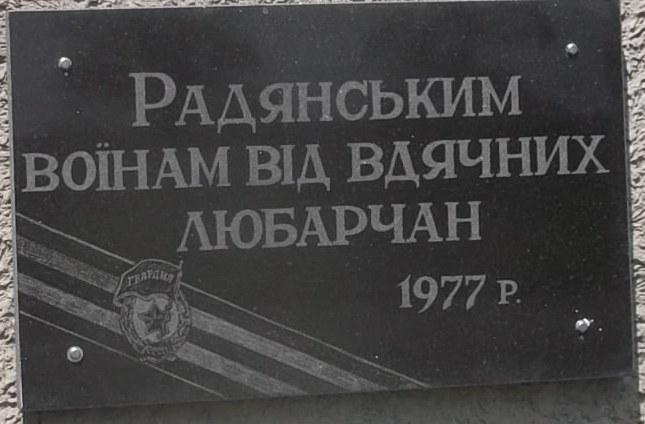 Радянським
воїнам від вдячних
любарчан
1977 р.
ГВАРДИЯ